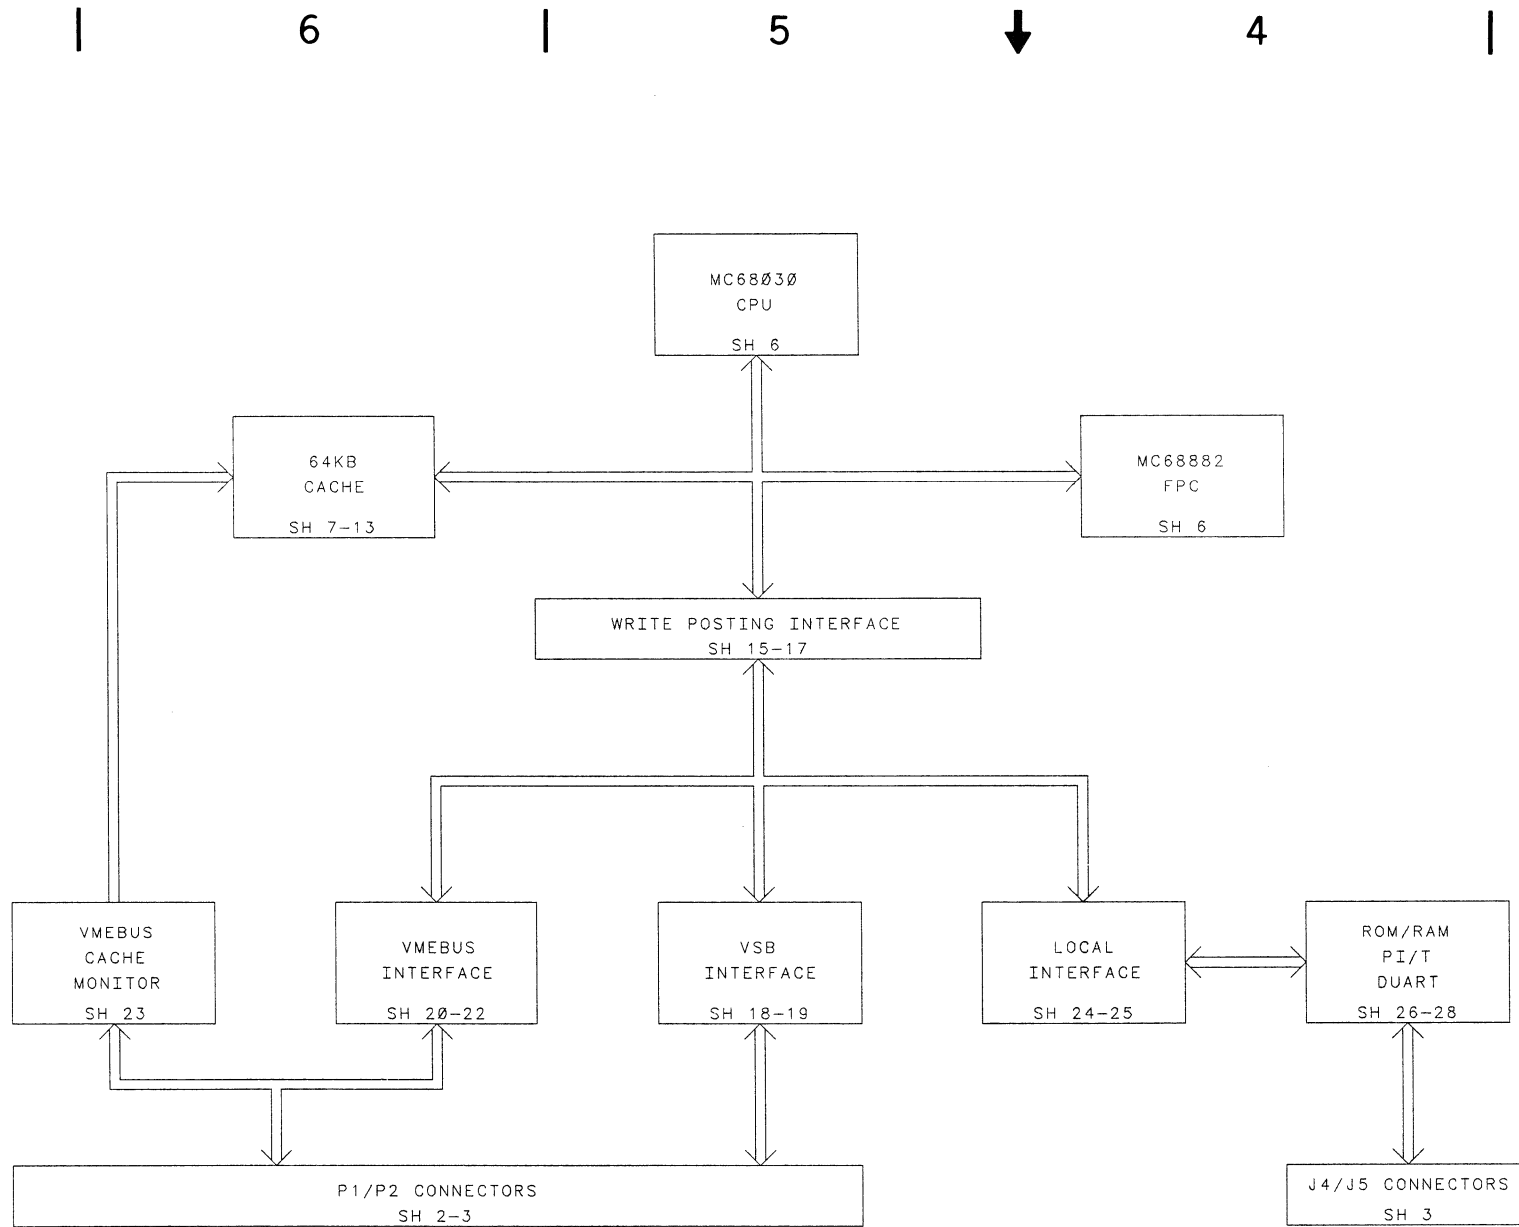 6 5 4
MC68Ø3Ø
CPU
SH 6
64KB
CACHE
SH 7-13
MC68882
FPC
SH 6
WRITE POSTING INTERFACE
SH 15-17
VMEBUS
CACHE
MONITOR
SH 23
VMEBUS
INTERFACE
SH 20-22
VSB
INTERFACE
SH 18-19
LOCAL
INTERFACE
SH 24-25
ROM/RAM
PI/T
DUART
SH 26-28
P1/P2 CONNECTORS
SH 2-3
J4/J5 CONNECTORS
SH 3